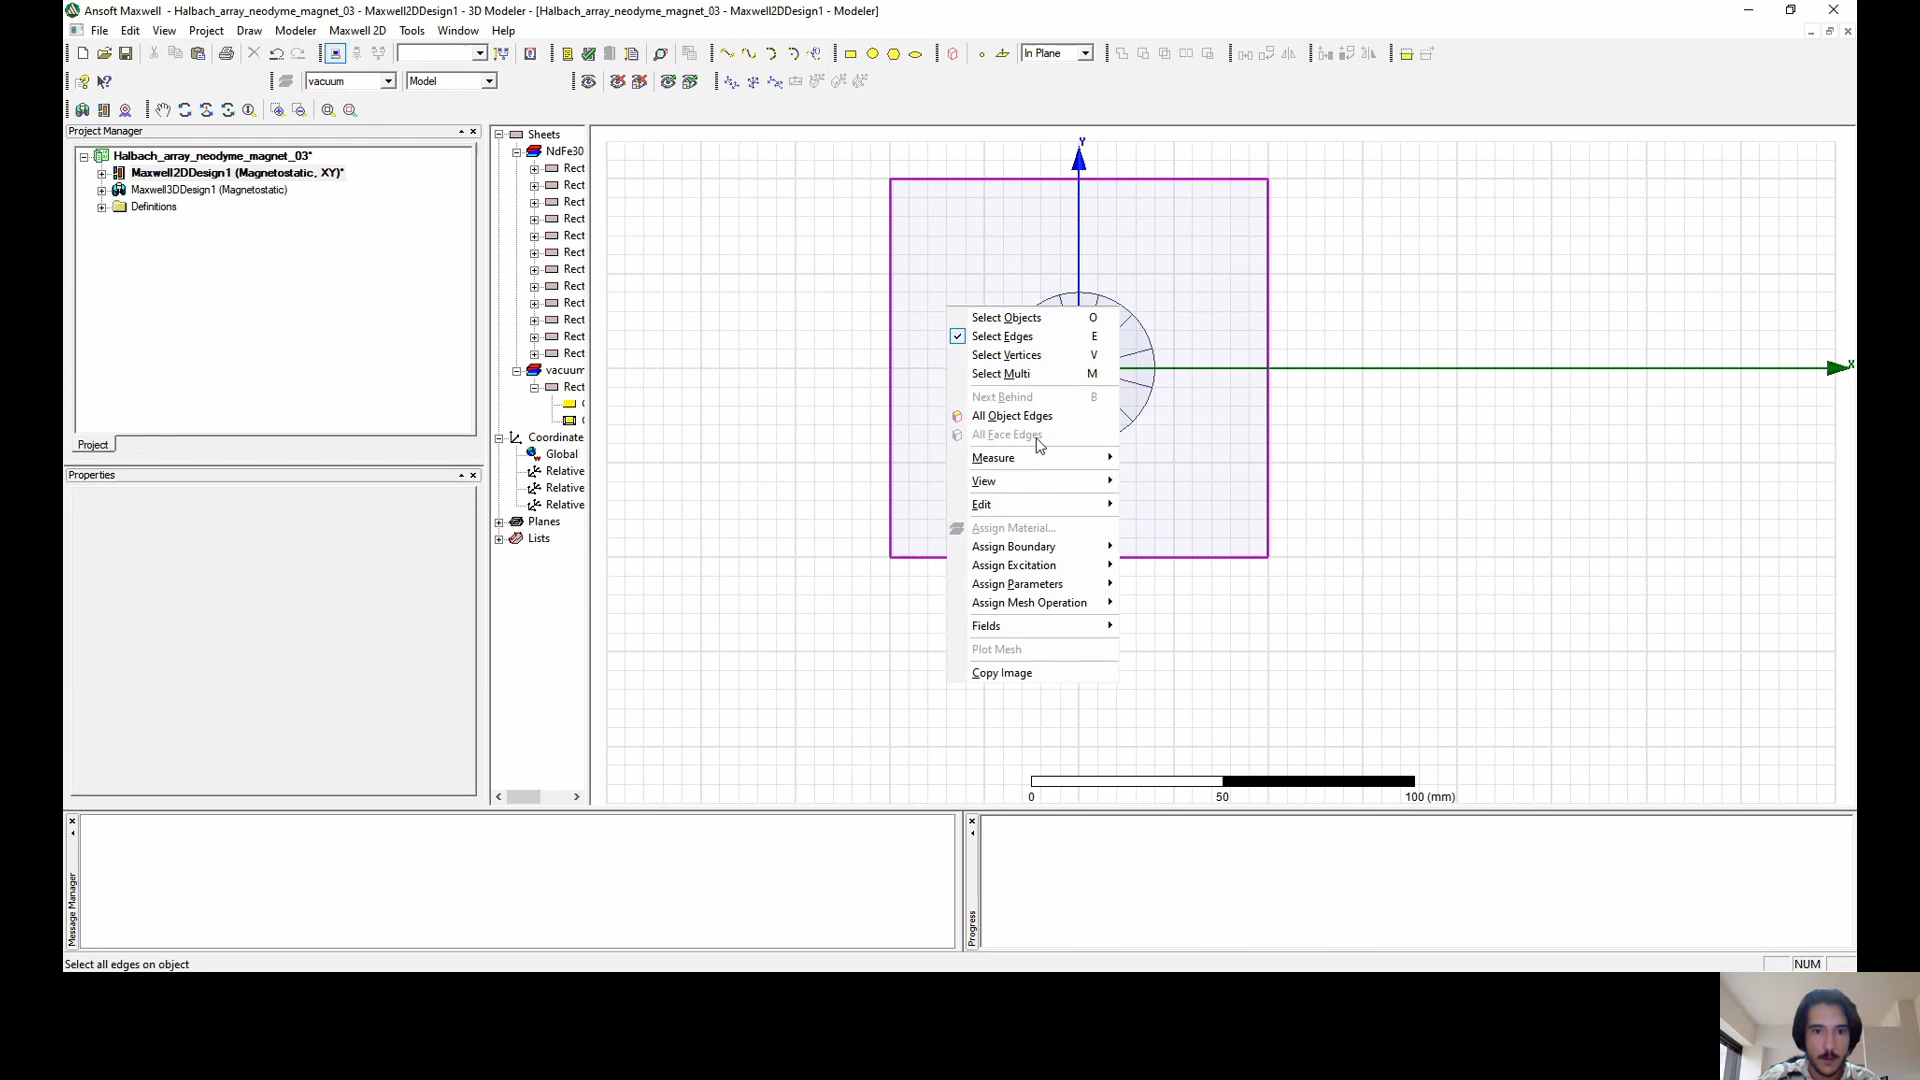 Ansoft Maxwell - Halbach_array_neodyme_magnet_03 - Maxwell2DDesign1 - 3D Modeler - [Halbach_array_neodyme_magnet_03 - Maxwell2DDesign1 - Modeler]
File Edit View Project Draw Modeler Maxwell 2D Tools Window Help
In Plane
vacuum Model
Project Manager
Halbach_array_neodyme_magnet_03*
Maxwell2DDesign1 (Magnetostatic, XY)*
Maxwell3DDesign1 (Magnetostatic)
Definitions
Project
Properties
Sheets
NdFe30
Rect
Rect
Rect
Rect
Rect
Rect
Rect
Rect
Rect
Rect
Rect
Rect
vacuum
Rect
Coordinate
Global
Relative
Relative
Relative
Planes
Lists
Y
X
Select Objects O
Select Edges E
Select Vertices V
Select Multi M
Next Behind B
All Object Edges
All Face Edges
Measure
View
Edit
Assign Material...
Assign Boundary
Assign Excitation
Assign Parameters
Assign Mesh Operation
Fields
Plot Mesh
Copy Image
0 50 100 (mm)
Message Manager
Progress
Select all edges on object
NUM